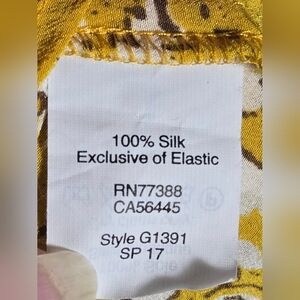 100% Silk
Exclusive of Elastic
RN77388
CA56445
Style G1391
SP 17